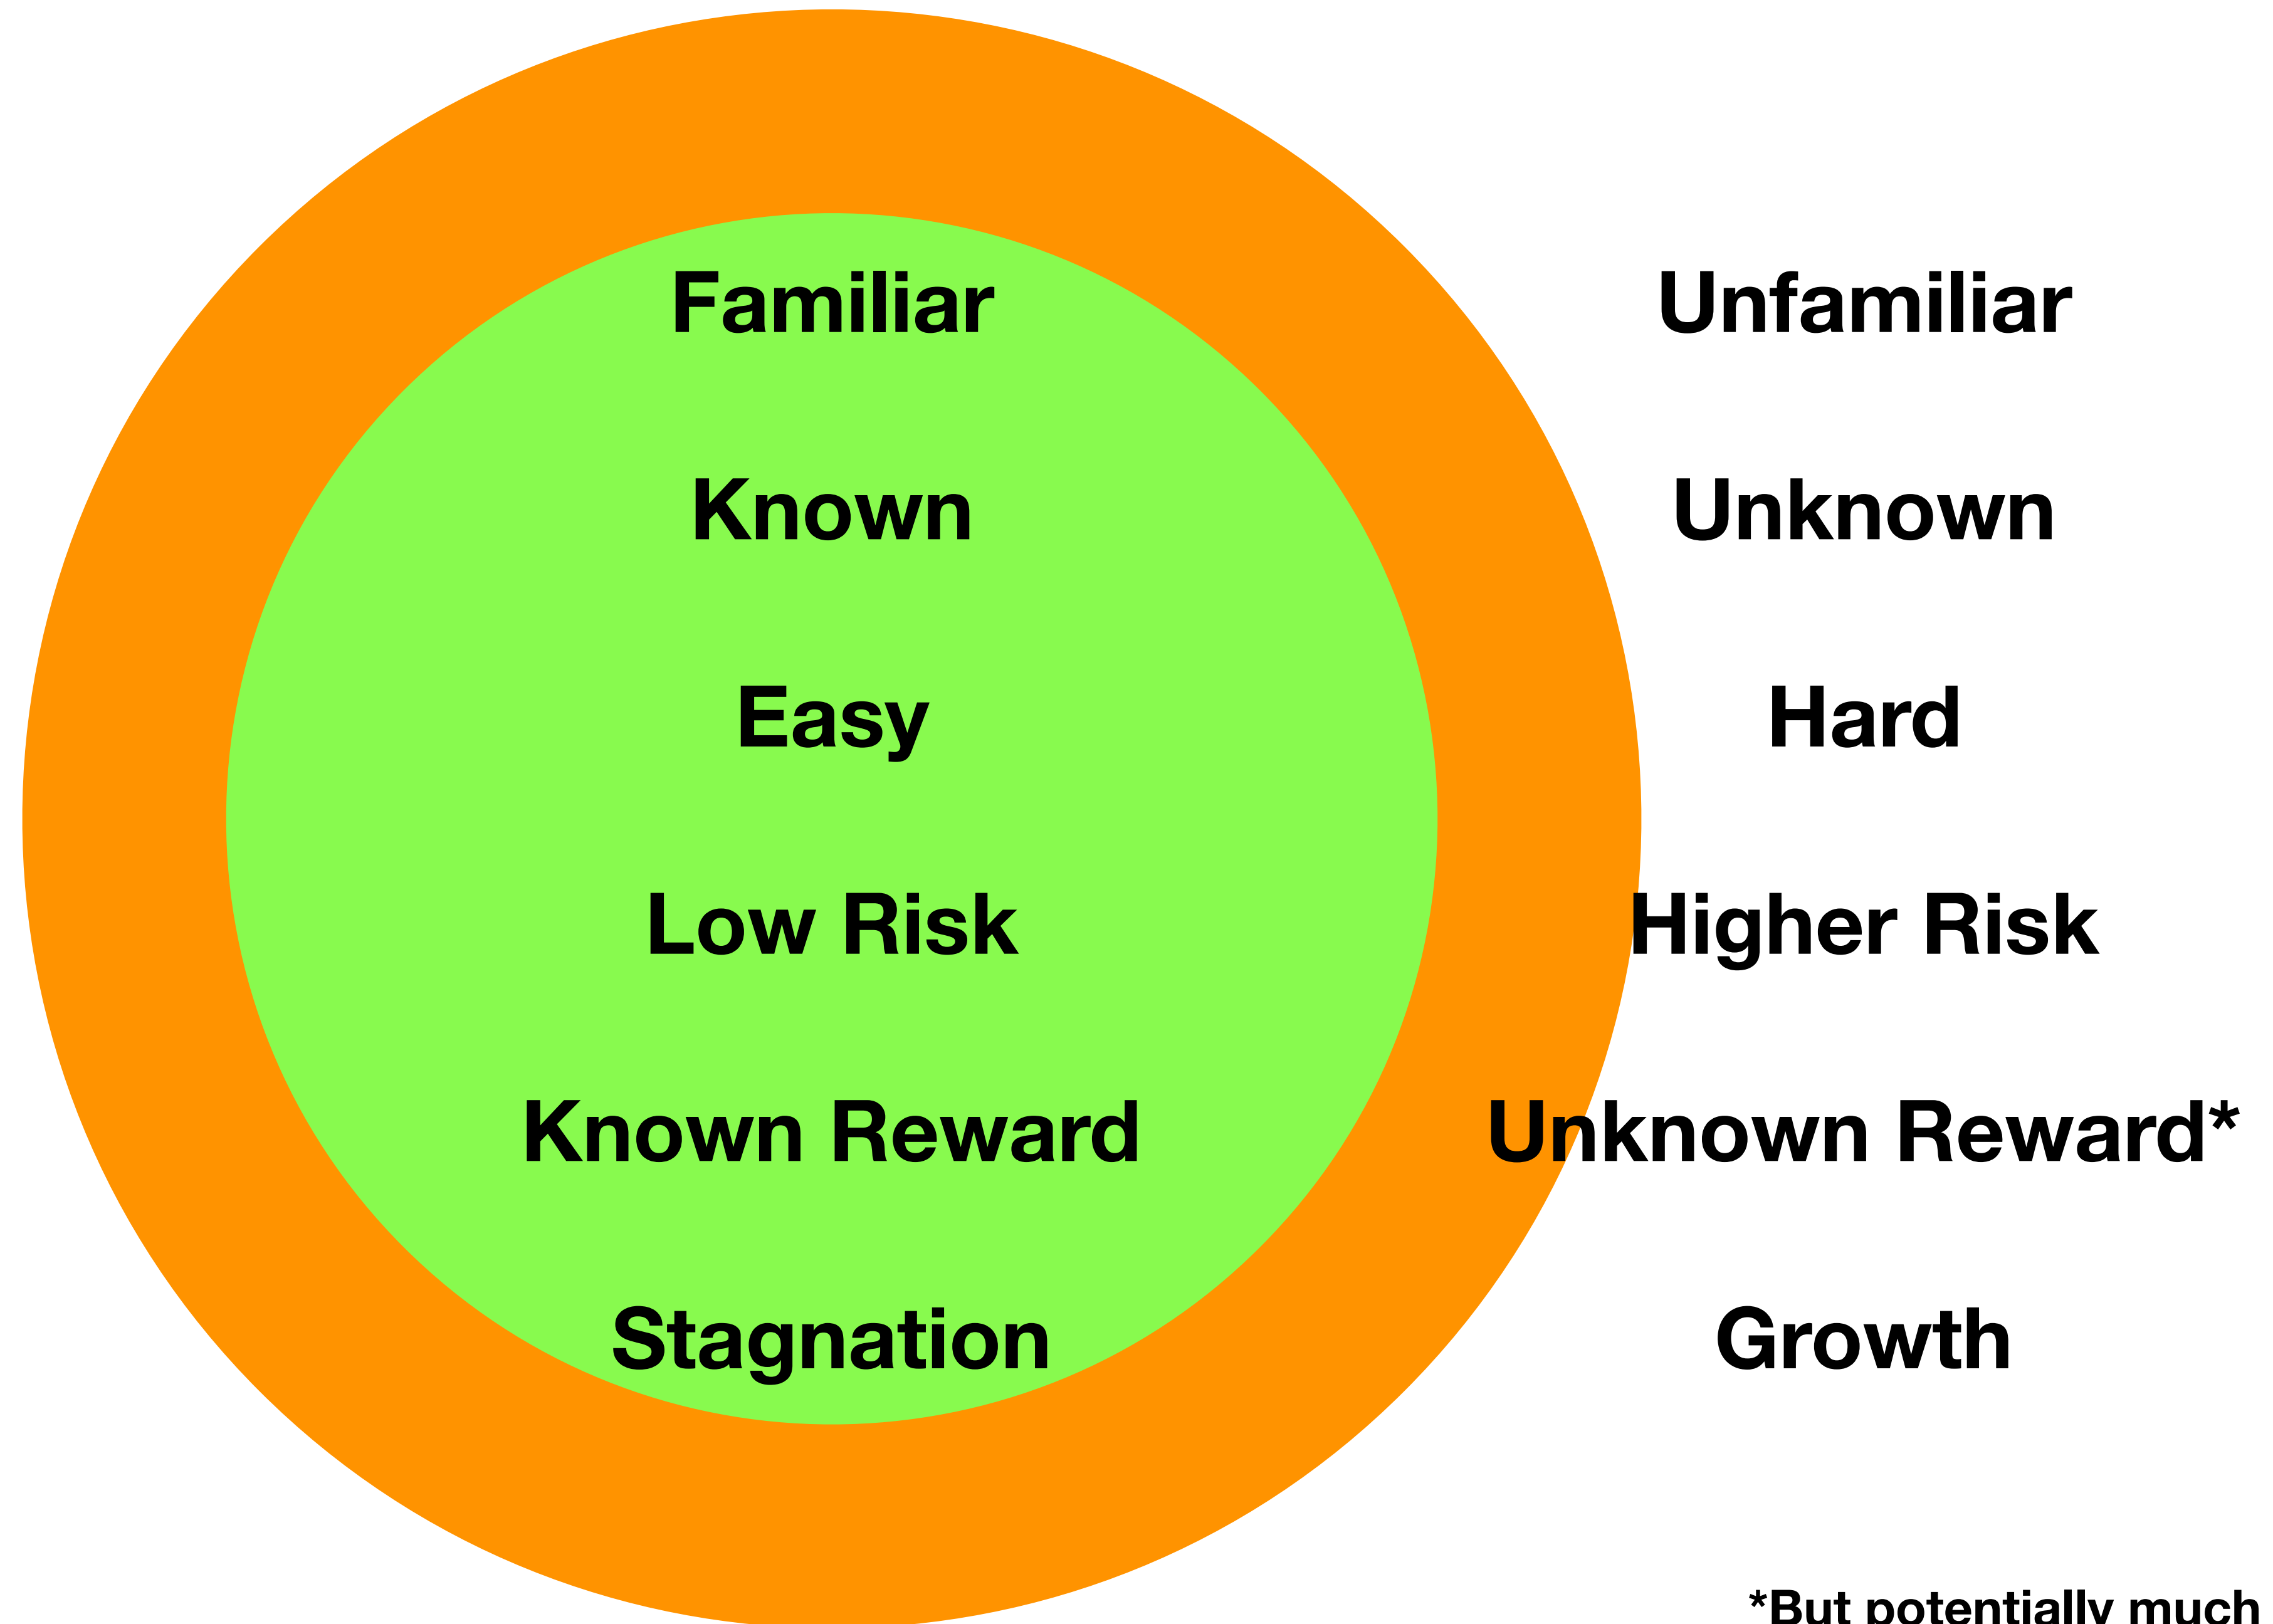 Familiar
Unfamiliar
Known
Unknown
Easy
Hard
Low Risk
Higher Risk
Known Reward
Unknown Reward*
Stagnation
Growth
*But potentially much